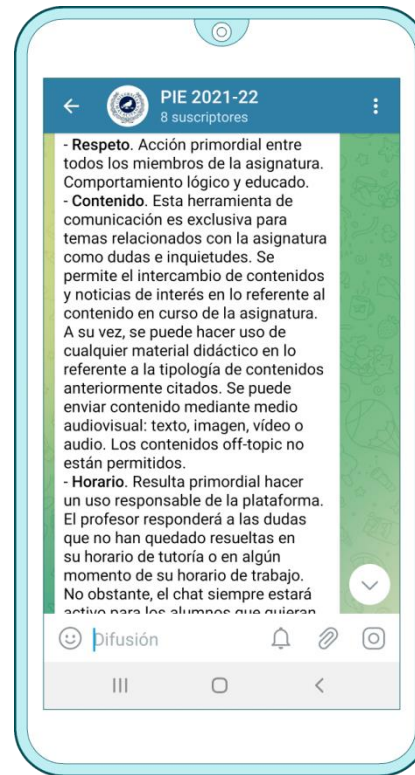 PIE 2021-22
8 suscriptores
- Respeto. Acción primordial entre
todos los miembros de la asignatura.
Comportamiento lógico y educado.
- Contenido. Esta herramienta de
comunicación es exclusiva para
temas relacionados con la asignatura
como dudas e inquietudes. Se
permite el intercambio de contenidos
y noticias de interés en lo referente al
contenido en curso de la asignatura.
A su vez, se puede hacer uso de
cualquier material didáctico en lo
referente a la tipología de contenidos
anteriormente citados. Se puede
enviar contenido mediante medio
audiovisual: texto, imagen, vídeo o
audio. Los contenidos off-topic no
están permitidos.
- Horario. Resulta primordial hacer
un uso responsable de la plataforma.
El profesor responderá a las dudas
que no han quedado resueltas en
su horario de tutoría o en algún
momento de su horario de trabajo.
No obstante, el chat siempre estará
activo para los alumnos que quieran
Difusión